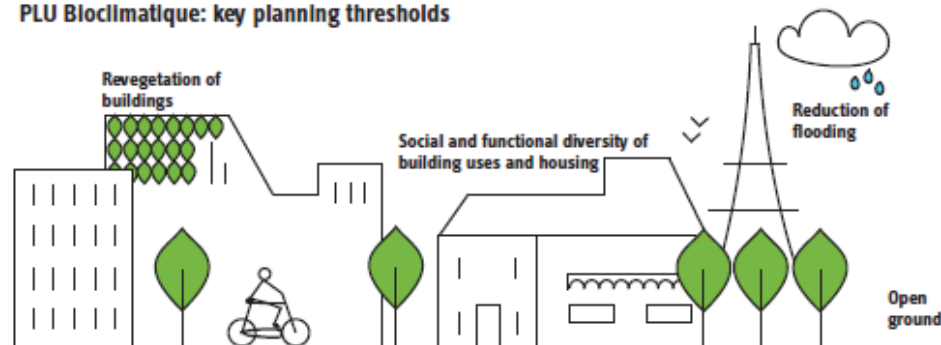 PLU Bioclimatique: key planning thresholds
Revegetation of
buildings
Social and functional diversity of
building uses and housing
Reduction of
flooding
Open
ground